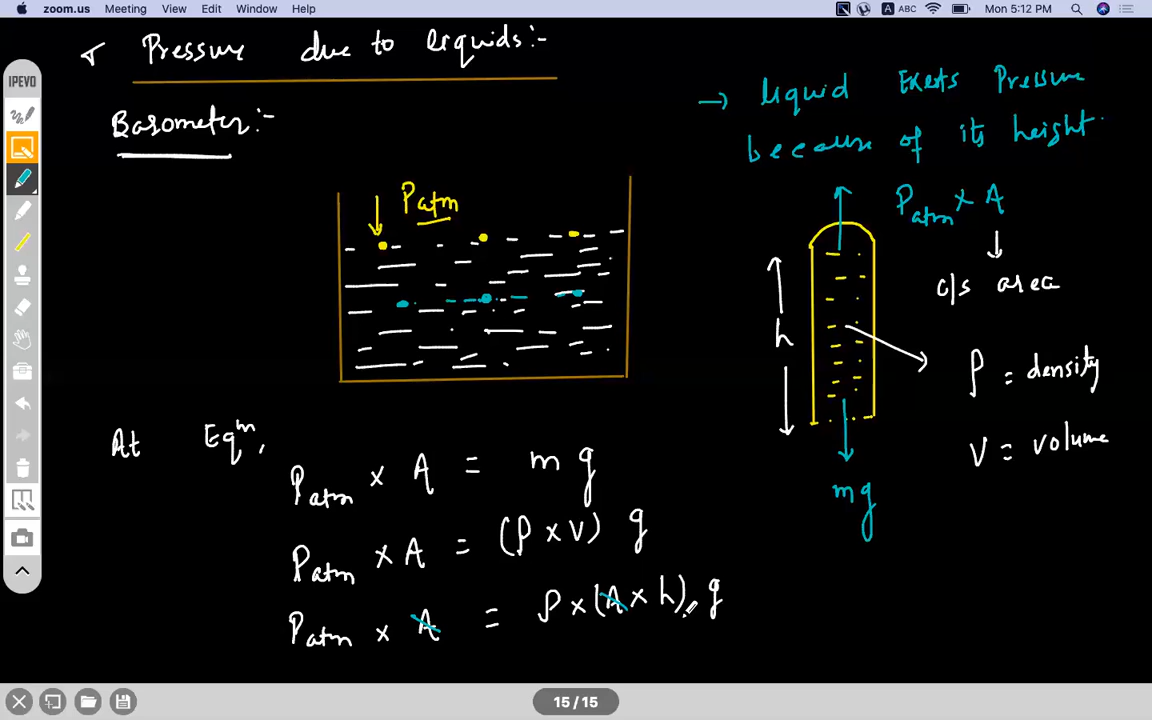 zoom.us Meeting View Edit Window Help
A ABC Mon 5:12 PM
IPEVO
Pressure due to liquids:-
Barometer:-
Patm
→ liquid Exerts Pressure
because of its height.
Patm × A
c/s area
h
ρ = density
V = volume
mg
At Eqm,
Patm × A = mg
Patm × A = (ρ × V) g
Patm × A = ρ × (A × h). g
15 / 15